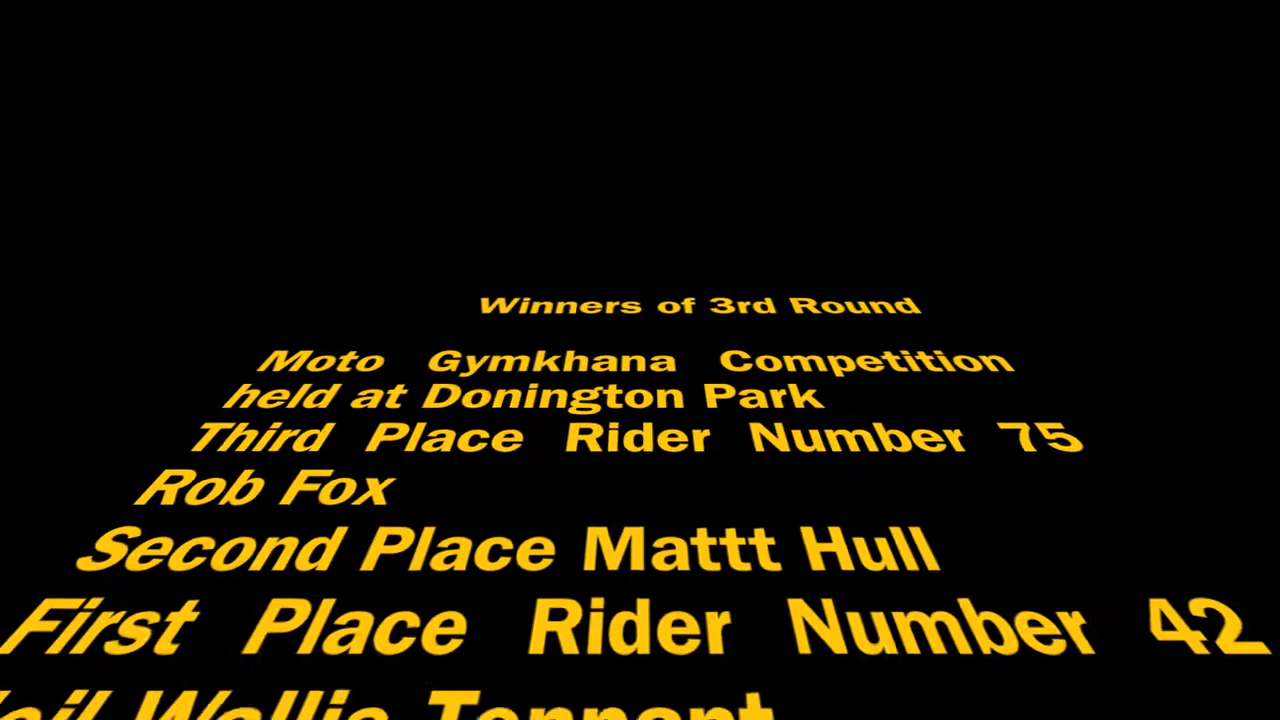 Winners of 3rd Round
Moto Gymkhana Competition
held at Donington Park
Third Place Rider Number 75
Rob Fox
Second Place Mattt Hull
First Place Rider Number 42
Tennant